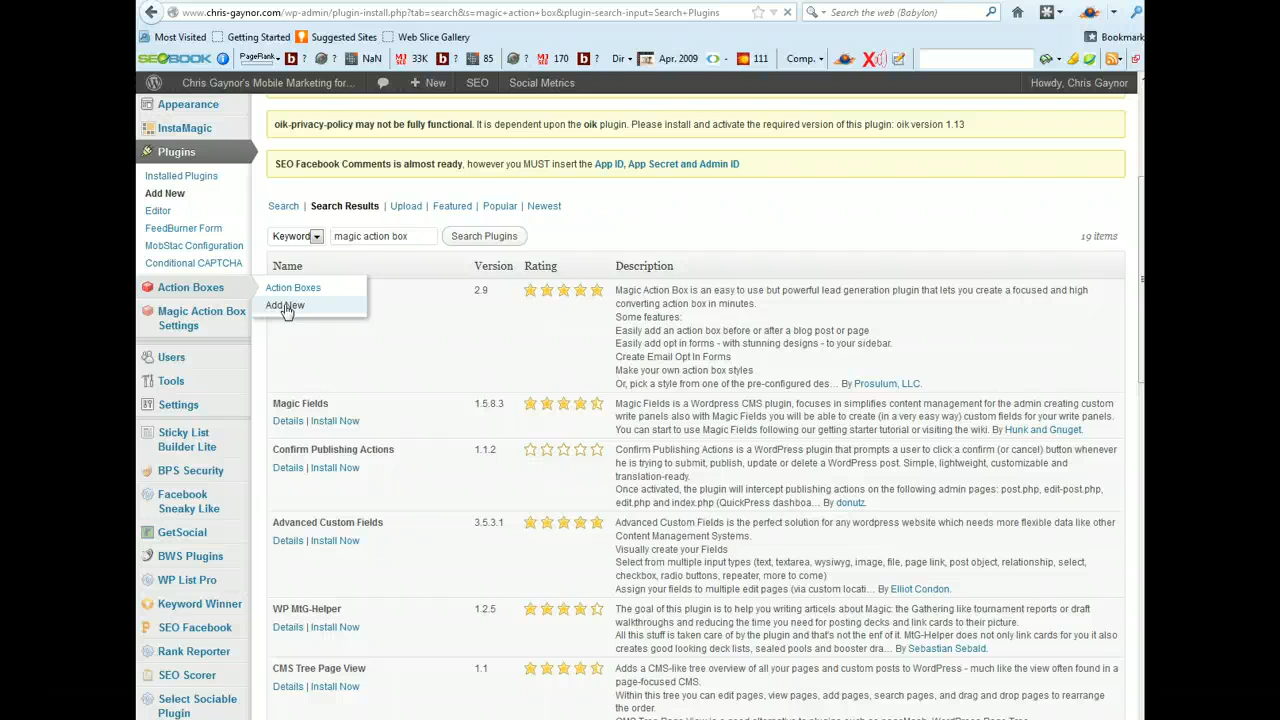 www.chris-gaynor.com/wp-admin/plugin-install.php?tab=search&s=magic+action+box&plugin-search-input=Search+Plugins
Search the web (Babylon)
Most Visited
Getting Started
Suggested Sites
Web Slice Gallery
Bookmark
SEOBOOK
PageRank
b ?
?
NaN
33K
b ?
85
?
170
b ?
Dir
Apr. 2009
111
Comp.
Chris Gaynor's Mobile Marketing for...
+ New
SEO
Social Metrics
Howdy, Chris Gaynor
Appearance
InstaMagic
Plugins
Installed Plugins
Add New
Editor
FeedBurner Form
MobStac Configuration
Conditional CAPTCHA
Action Boxes
Magic Action Box
Settings
Users
Tools
Settings
Sticky List
Builder Lite
BPS Security
Facebook
Sneaky Like
GetSocial
BWS Plugins
WP List Pro
Keyword Winner
SEO Facebook
Rank Reporter
SEO Scorer
Select Sociable
Plugin
Action Boxes
Add New
oik-privacy-policy may not be fully functional. It is dependent upon the oik plugin. Please install and activate the required version of this plugin: oik version 1.13
SEO Facebook Comments is almost ready, however you MUST insert the App ID, App Secret and Admin ID
Search | Search Results | Upload | Featured | Popular | Newest
Keyword
magic action box
Search Plugins
19 items
Name
Version
Rating
Description
2.9
Magic Action Box is an easy to use but powerful lead generation plugin that lets you create a focused and high
converting action box in minutes.
Some features:
Easily add an action box before or after a blog post or page
Easily add opt in forms - with stunning designs - to your sidebar.
Create Email Opt In Forms
Make your own action box styles
Or, pick a style from one of the pre-configured des… By Prosulum, LLC.
Magic Fields
Details | Install Now
1.5.8.3
Magic Fields is a Wordpress CMS plugin, focuses in simplifies content management for the admin creating custom
write panels also with Magic Fields you will be able to create (in a very easy way) custom fields for your write panels.
You can start to use Magic Fields following our getting starter tutorial or visiting the wiki. By Hunk and Gnuget.
Confirm Publishing Actions
Details | Install Now
1.1.2
Confirm Publishing Actions is a WordPress plugin that prompts a user to click a confirm (or cancel) button whenever
he is trying to submit, publish, update or delete a WordPress post. Simple, lightweight, customizable and
translation-ready.
Once activated, the plugin will intercept publishing actions on the following admin pages: post.php, edit-post.php,
edit.php and index.php (QuickPress dashboa… By donutz.
Advanced Custom Fields
Details | Install Now
3.5.3.1
Advanced Custom Fields is the perfect solution for any wordpress website which needs more flexible data like other
Content Management Systems.
Visually create your Fields
Select from multiple input types (text, textarea, wysiwyg, image, file, page link, post object, relationship, select,
checkbox, radio buttons, repeater, more to come)
Assign your fields to multiple edit pages (via custom locati… By Elliot Condon.
WP MtG-Helper
Details | Install Now
1.2.5
The goal of this plugin is to help you writing articels about Magic: the Gathering like tournament reports or draft
walkthroughs and reducing the time you need for posting decks and link cards to their picture.
All this stuff is taken care of by the plugin and that's not the enf of it. MtG-Helper does not only link cards for you it also
creates good looking deck lists, sealed pools and booster dra… By Sebastian Sebald.
CMS Tree Page View
Details | Install Now
1.1
Adds a CMS-like tree overview of all your pages and custom posts to WordPress - much like the view often found in a
page-focused CMS.
Within this tree you can edit pages, view pages, add pages, search pages, and drag and drop pages to rearrange
the order.